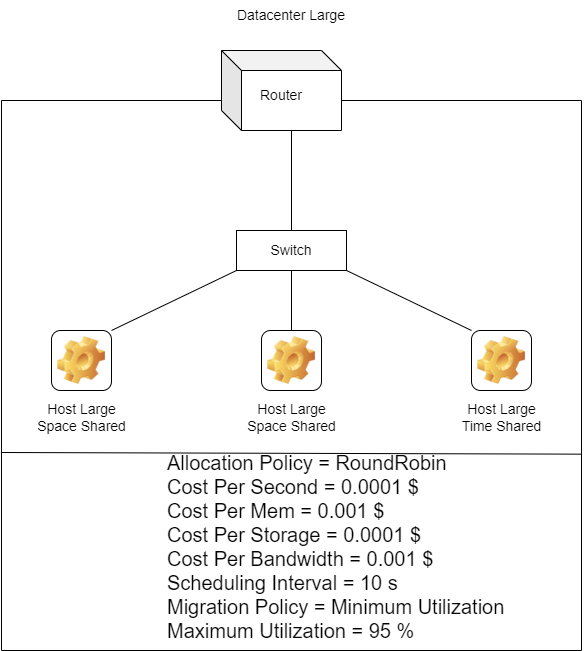 Datacenter Large
Router
Switch
Host Large
Space Shared
Host Large
Space Shared
Host Large
Time Shared
Allocation Policy = RoundRobin
Cost Per Second = 0.0001 $
Cost Per Mem = 0.001 $
Cost Per Storage = 0.0001 $
Cost Per Bandwidth = 0.001 $
Scheduling Interval = 10 s
Migration Policy = Minimum Utilization
Maximum Utilization = 95 %